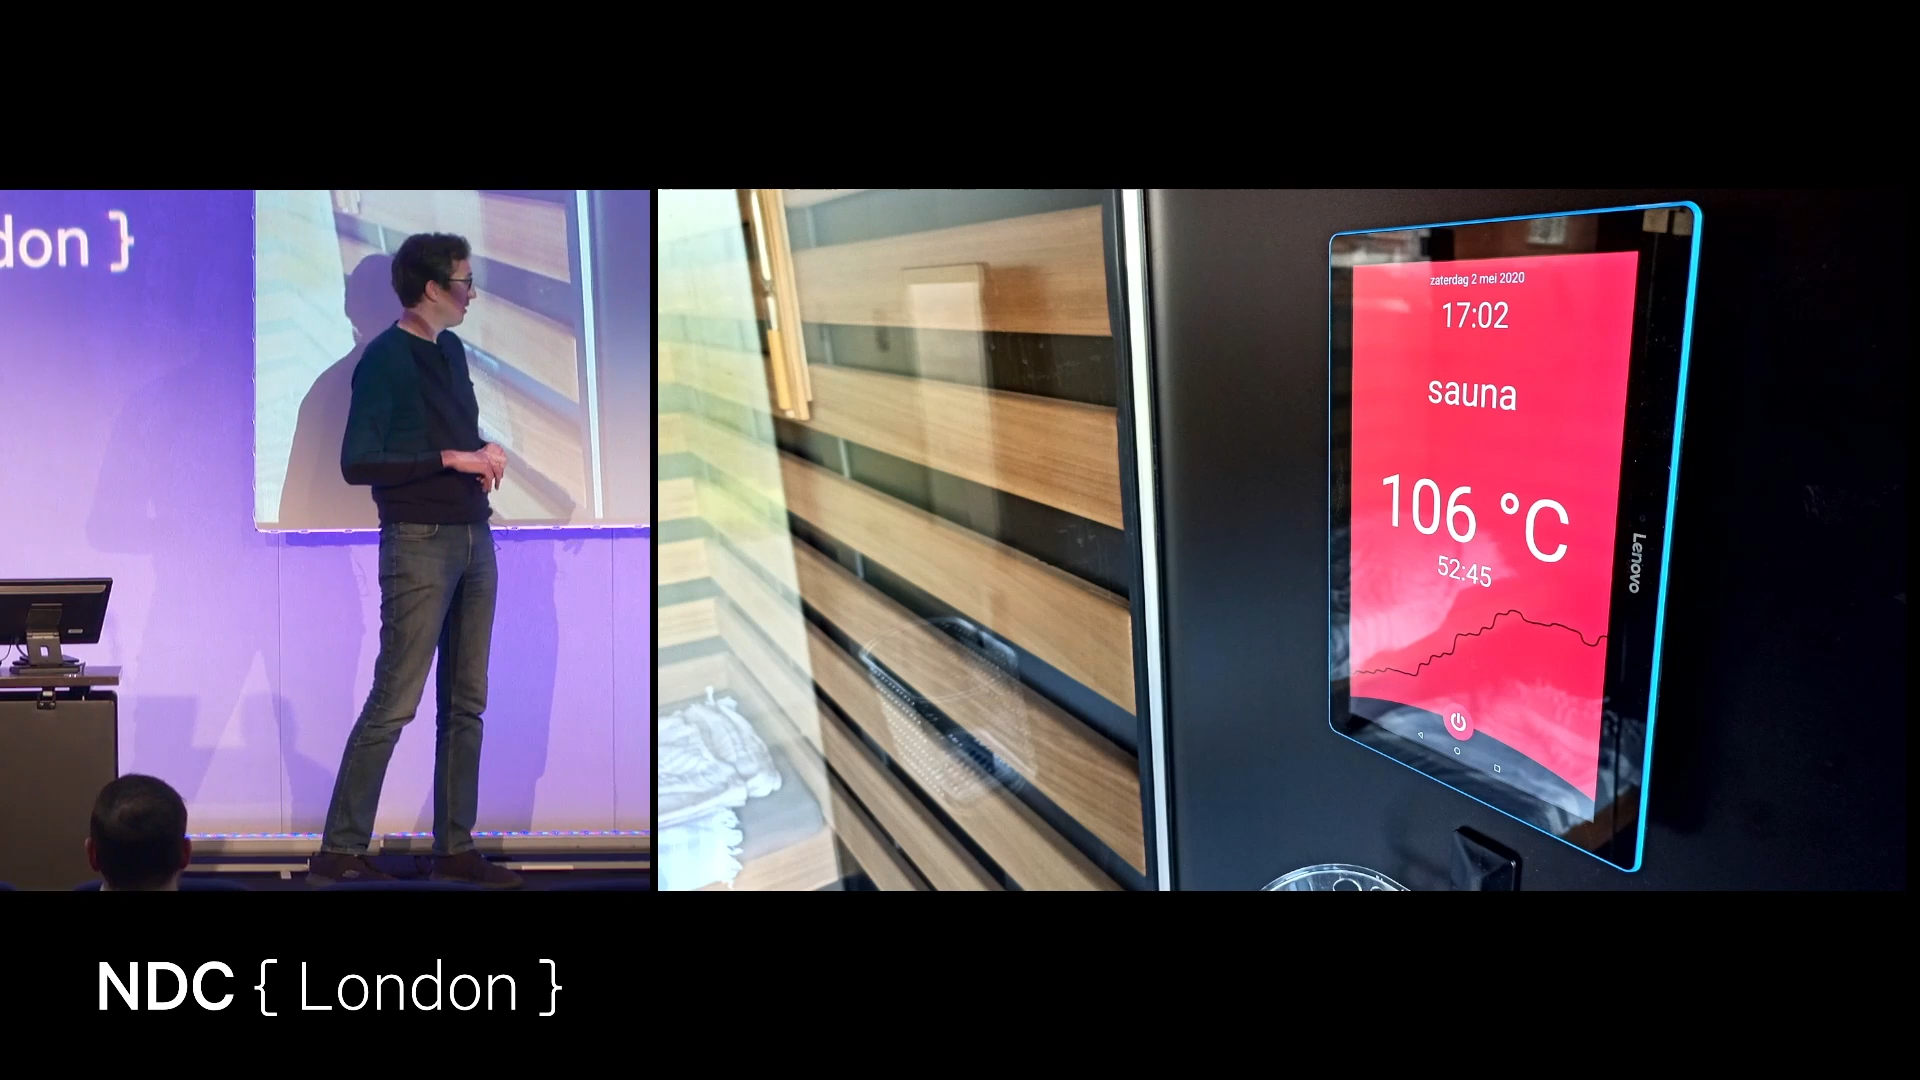 don }
zaterdag 2 mei 2020
17:02
sauna
106 °C
52:45
Lenovo
NDC { London }